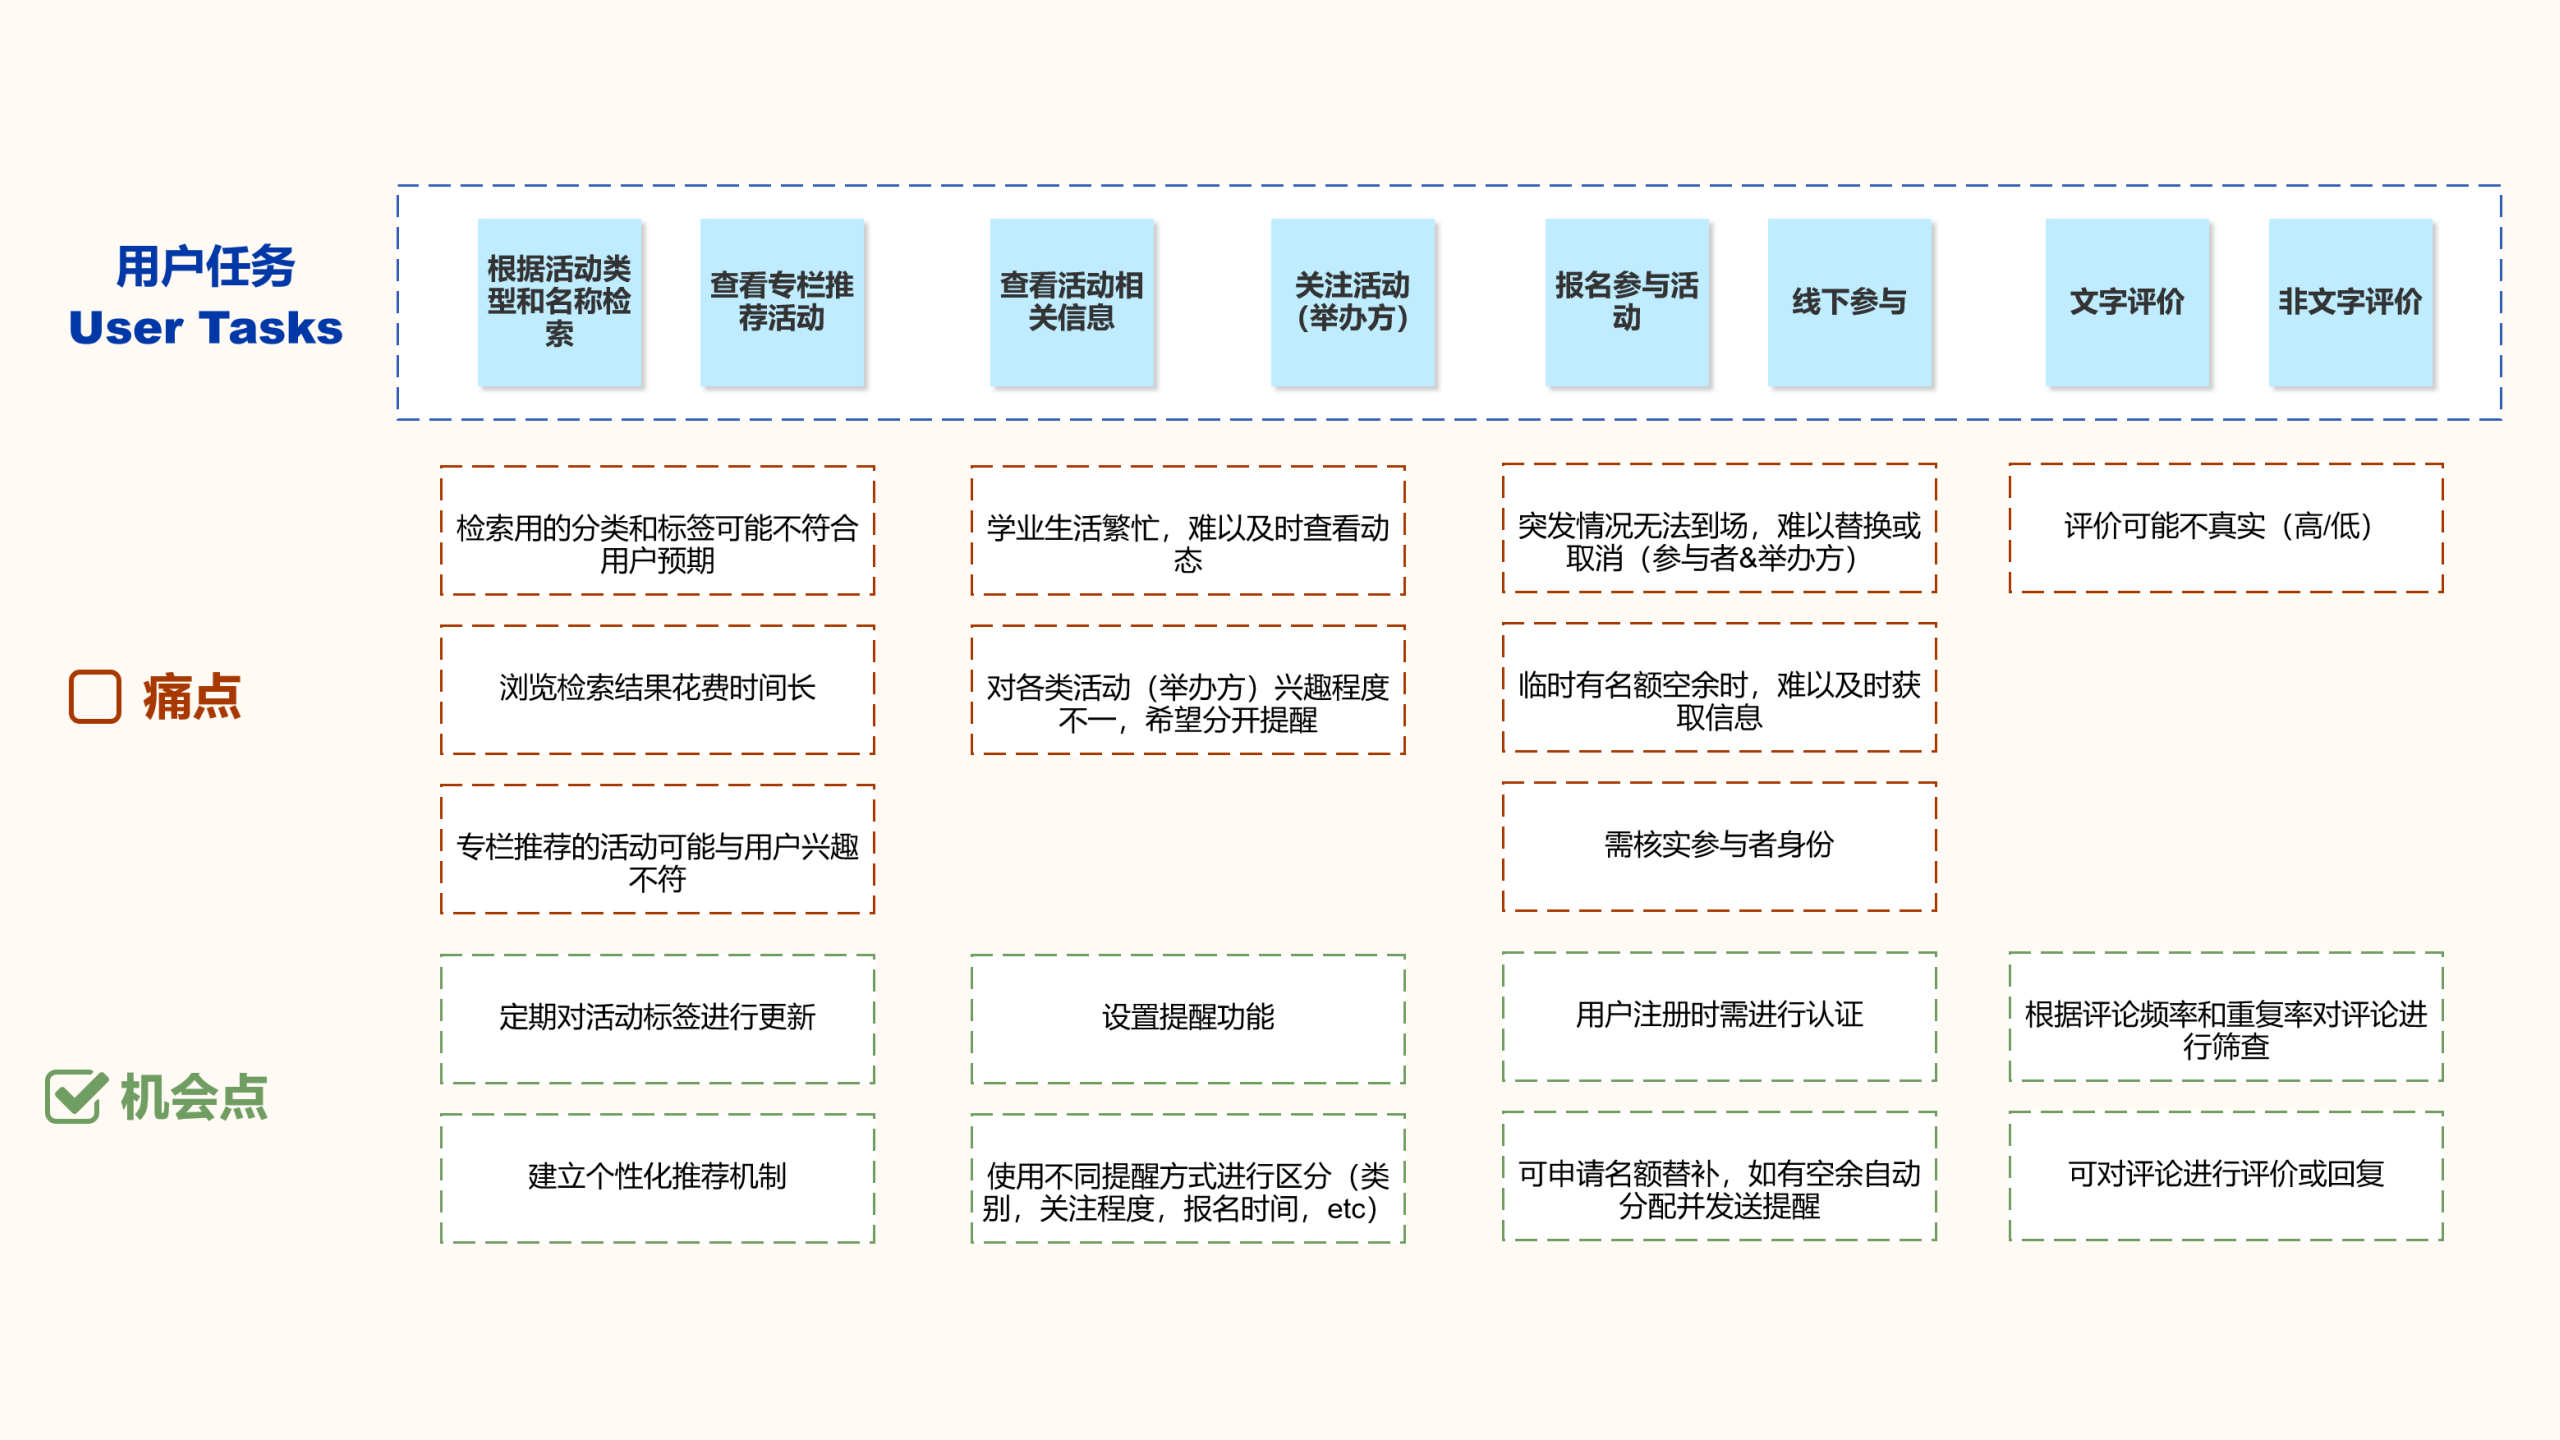 用户任务
User Tasks
根据活动类
型和名称检
索
查看专栏推
荐活动
查看活动相
关信息
关注活动
（举办方）
报名参与活
动
线下参与
文字评价
非文字评价
痛点
检索用的分类和标签可能不符合
用户预期
学业生活繁忙，难以及时查看动
态
突发情况无法到场，难以替换或
取消（参与者&举办方）
评价可能不真实（高/低）
浏览检索结果花费时间长
对各类活动（举办方）兴趣程度
不一，希望分开提醒
临时有名额空余时，难以及时获
取信息
专栏推荐的活动可能与用户兴趣
不符
需核实参与者身份
机会点
定期对活动标签进行更新
设置提醒功能
用户注册时需进行认证
根据评论频率和重复率对评论进
行筛查
建立个性化推荐机制
使用不同提醒方式进行区分（类
别，关注程度，报名时间，etc）
可申请名额替补，如有空余自动
分配并发送提醒
可对评论进行评价或回复